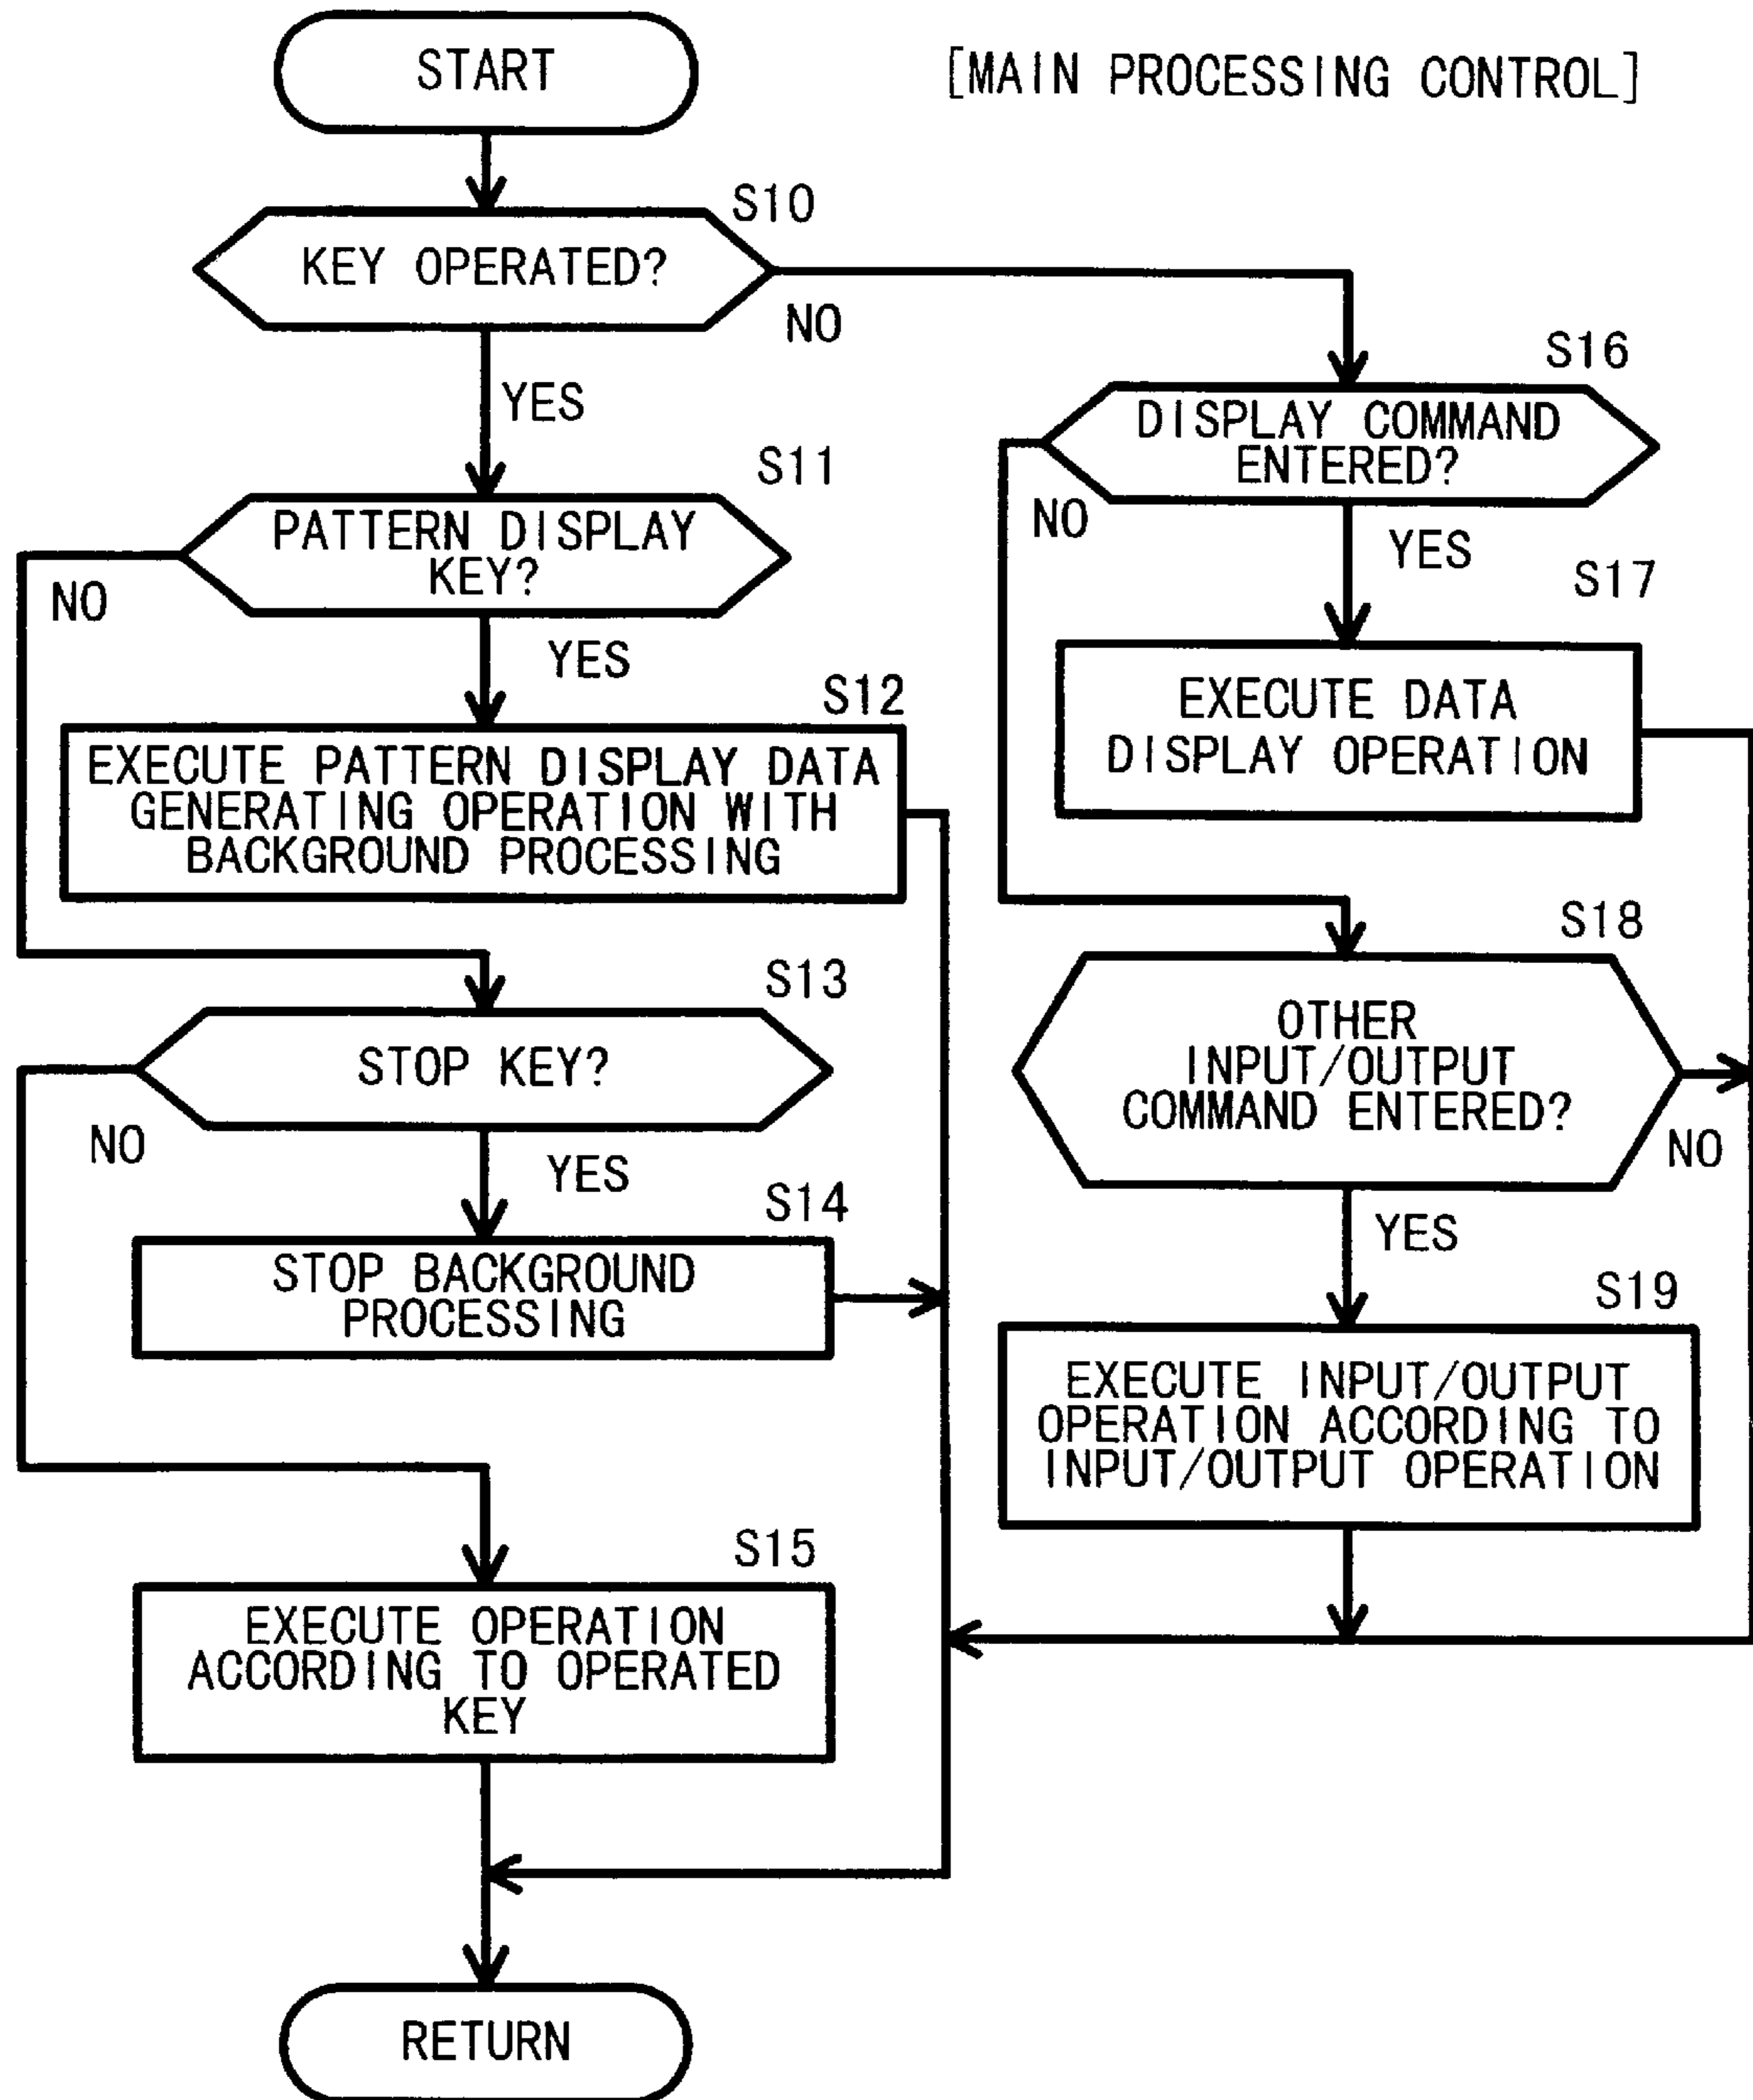 START
[MAIN PROCESSING CONTROL]
S10
KEY OPERATED?
NO
YES
S11
PATTERN DISPLAY
KEY?
NO
YES
S12
EXECUTE PATTERN DISPLAY DATA
GENERATING OPERATION WITH
BACKGROUND PROCESSING
S13
STOP KEY?
NO
YES
S14
STOP BACKGROUND
PROCESSING
S15
EXECUTE OPERATION
ACCORDING TO OPERATED
KEY
S16
DISPLAY COMMAND
ENTERED?
NO
YES
S17
EXECUTE DATA
DISPLAY OPERATION
S18
OTHER
INPUT/OUTPUT
COMMAND ENTERED?
NO
YES
S19
EXECUTE INPUT/OUTPUT
OPERATION ACCORDING TO
INPUT/OUTPUT OPERATION
RETURN